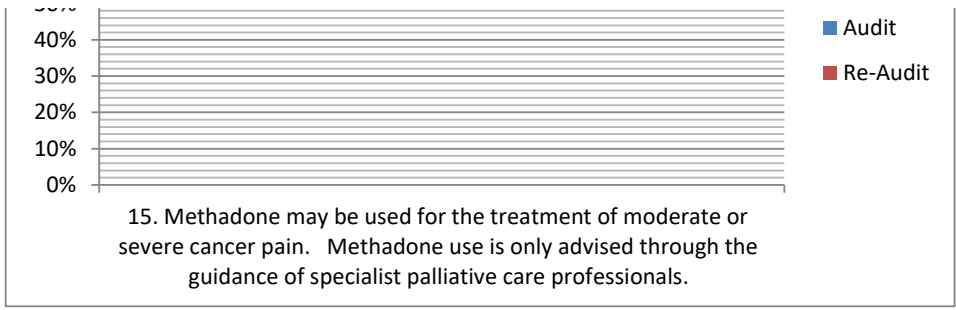 40%
30%
20%
10%
0%
Audit
Re-Audit
15. Methadone may be used for the treatment of moderate or
severe cancer pain.   Methadone use is only advised through the
guidance of specialist palliative care professionals.